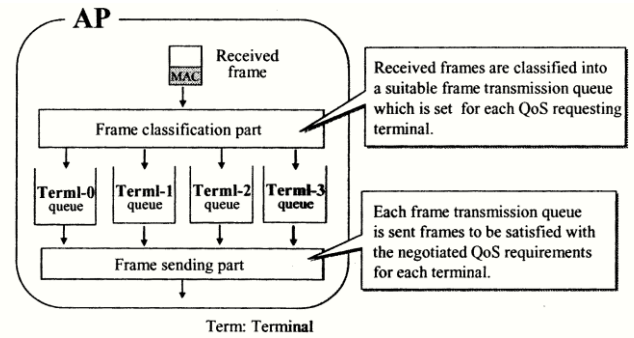 AP
Received
frame
MAC
Frame classification part
Received frames are classified into
a suitable frame transmission queue
which is set for each QoS requesting
terminal.
Terml-0
queue
Terml-1
queue
Terml-2
queue
Terml-3
queue
Each frame transmission queue
is sent frames to be satisfied with
the negotiated QoS requirements
for each terminal.
Frame sending part
Term: Terminal